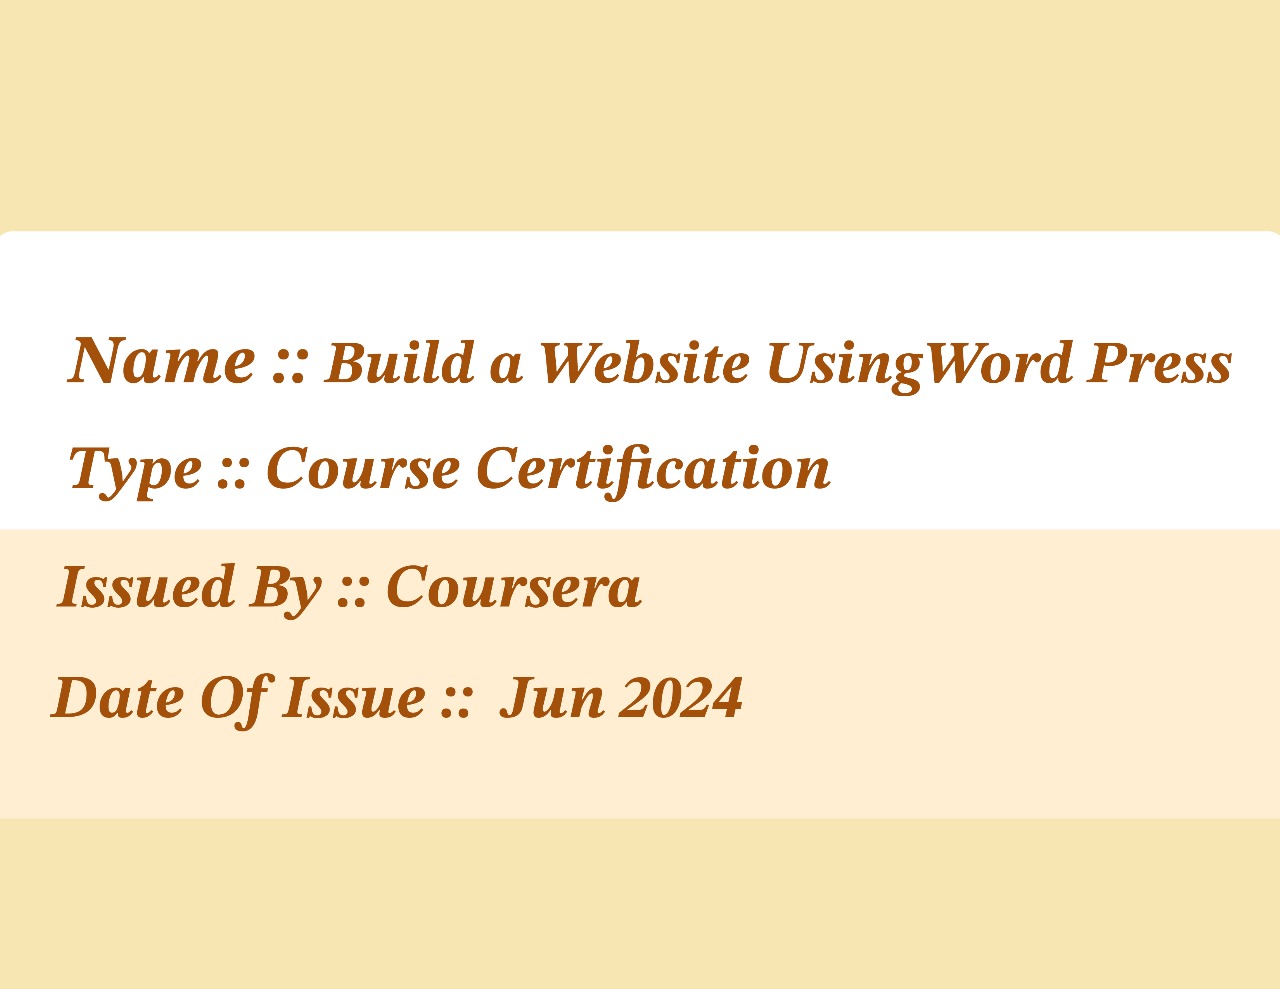 Name :: Build a Website UsingWord Press
Type :: Course Certification
Issued By :: Coursera
Date Of Issue :: Jun 2024